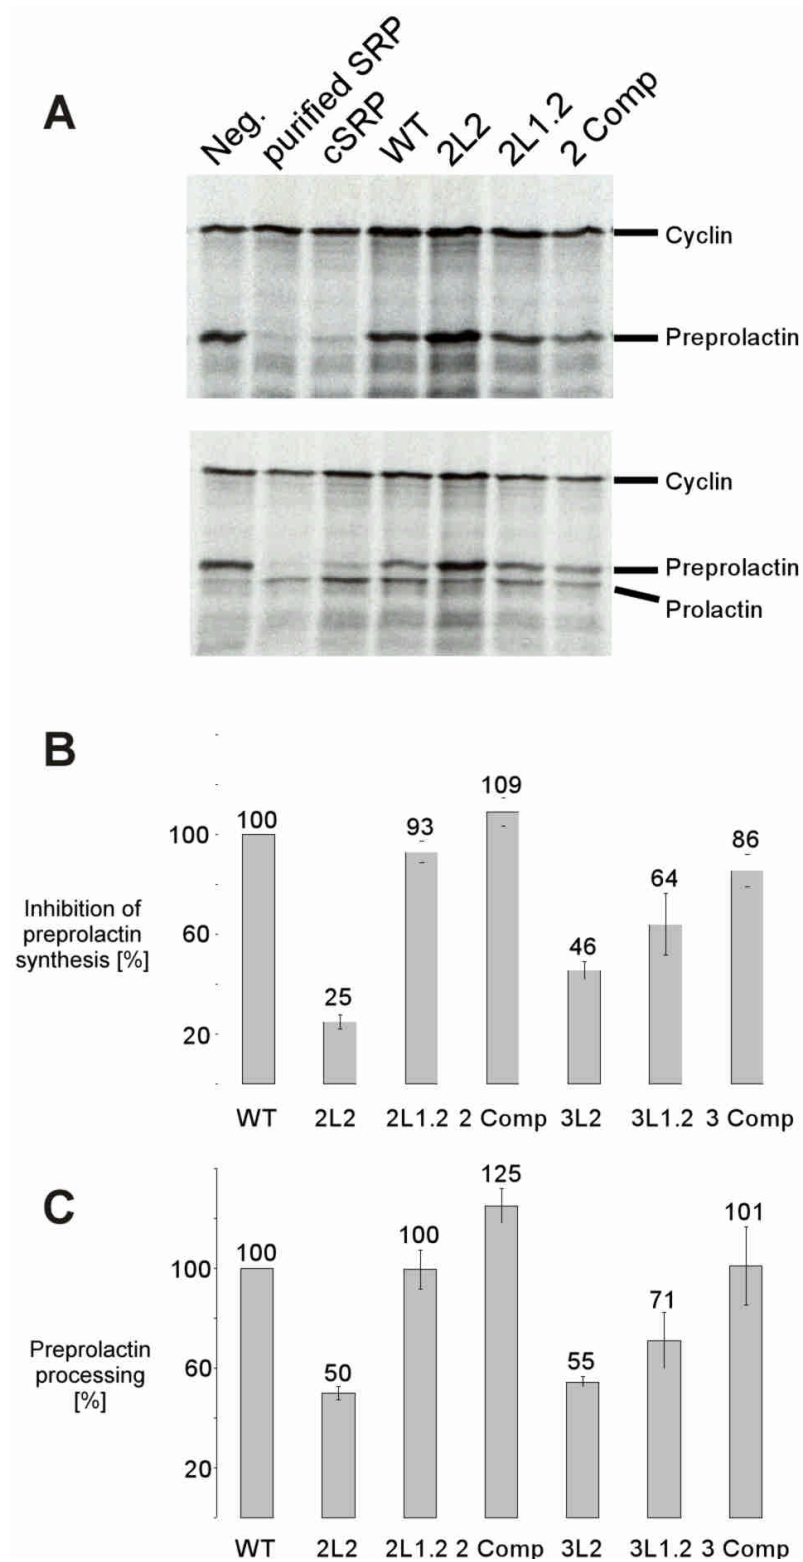 A
Neg.
purified SRP
cSRP
WT
2L2
2L1.2
2 Comp
Cyclin
Preprolactin
Cyclin
Preprolactin
Prolactin
B
Inhibition of
preprolactin
synthesis [%]
100
60
20
100
25
93
109
46
64
86
WT 2L2 2L1.2 2 Comp 3L2 3L1.2 3 Comp
C
Preprolactin
processing
[%]
100
60
20
100
50
100
125
55
71
101
WT 2L2 2L1.2 2 Comp 3L2 3L1.2 3 Comp